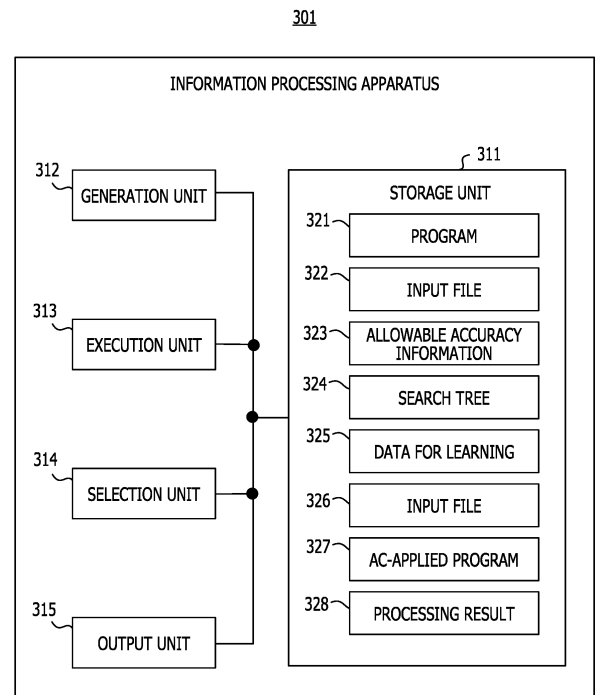 301
INFORMATION PROCESSING APPARATUS
312
GENERATION UNIT
313
EXECUTION UNIT
314
SELECTION UNIT
315
OUTPUT UNIT
311
STORAGE UNIT
321
PROGRAM
322
INPUT FILE
323
ALLOWABLE ACCURACY
INFORMATION
324
SEARCH TREE
325
DATA FOR LEARNING
326
INPUT FILE
327
AC-APPLIED PROGRAM
328
PROCESSING RESULT